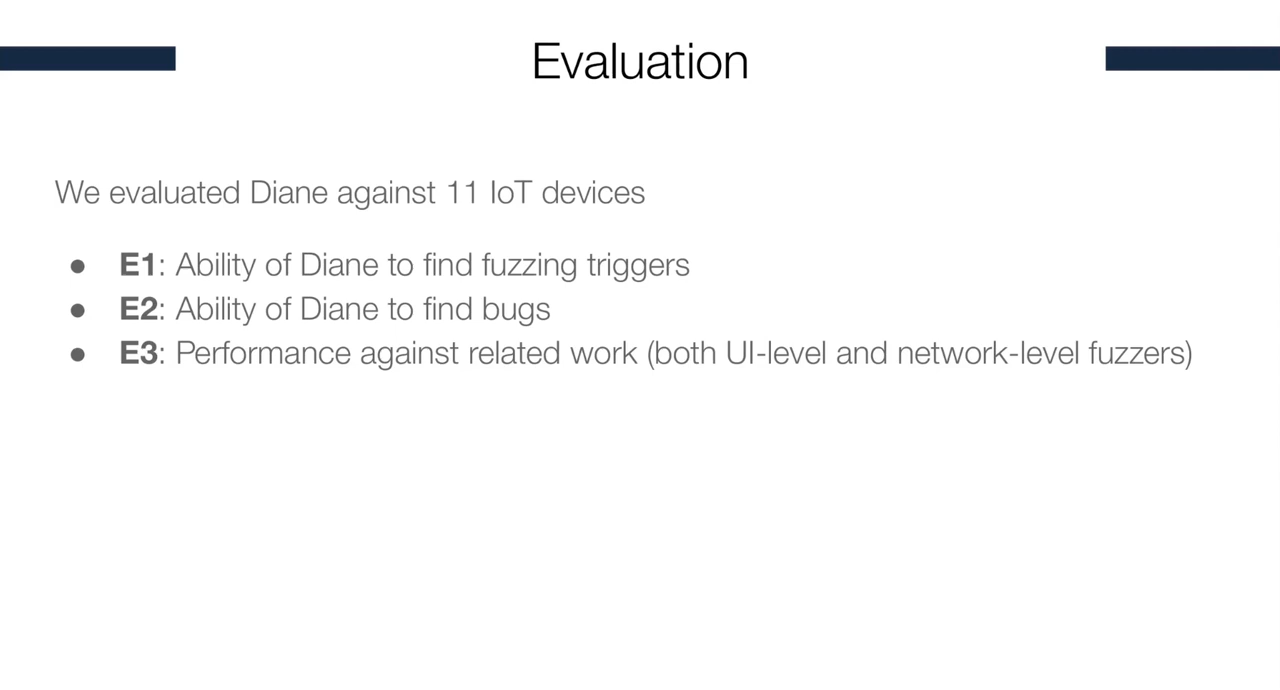 Evaluation
We evaluated Diane against 11 IoT devices
● E1: Ability of Diane to find fuzzing triggers
● E2: Ability of Diane to find bugs
● E3: Performance against related work (both UI-level and network-level fuzzers)